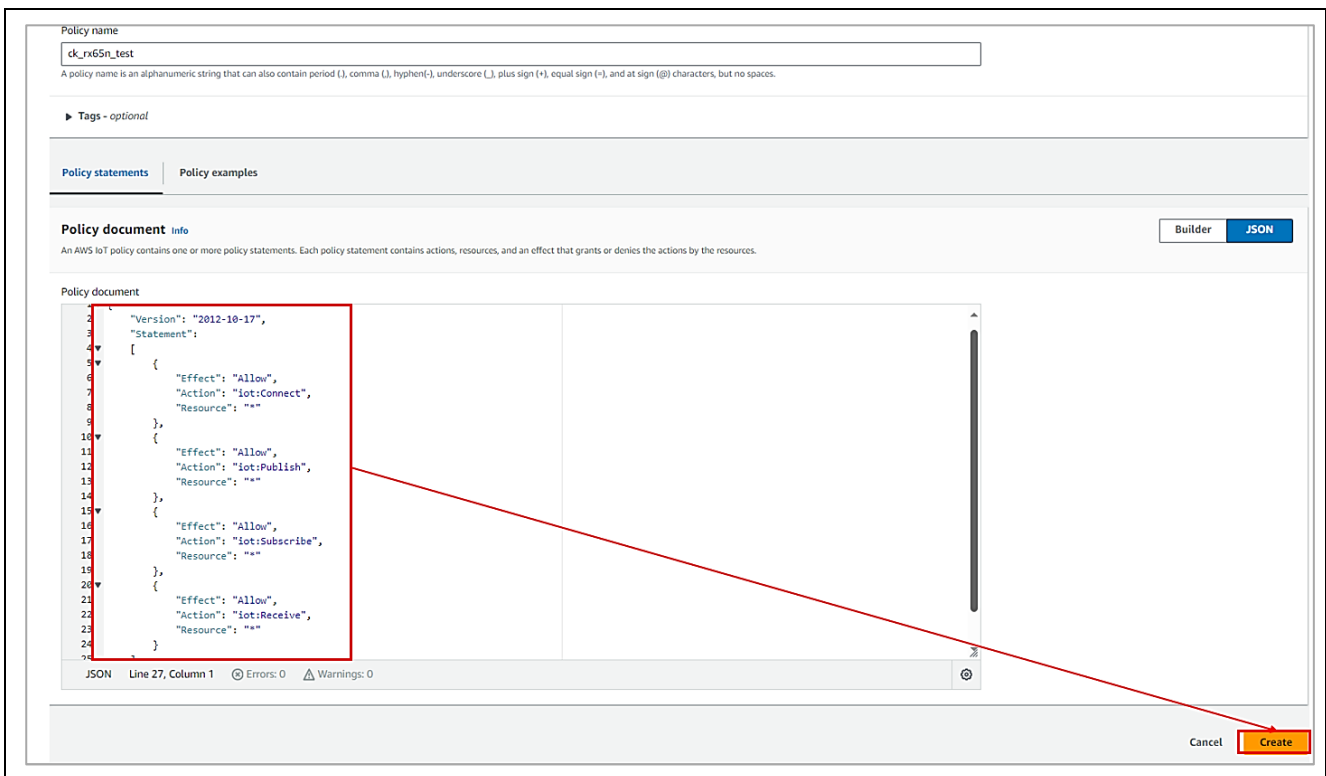 Policy name
ck_rx65n_test
A policy name is an alphanumeric string that can also contain period (.), comma (,), hyphen(-), underscore (_), plus sign (+), equal sign (=), and at sign (@) characters, but no spaces.
▶ Tags - optional
Policy statements Policy examples
Policy document Info
Builder JSON
An AWS IoT policy contains one or more policy statements. Each policy statement contains actions, resources, and an effect that grants or denies the actions by the resources.
Policy document
1 {
2 "Version": "2012-10-17",
3 "Statement":
4 ▼ [
5 ▼ {
6 "Effect": "Allow",
7 "Action": "iot:Connect",
8 "Resource": "*"
9 },
10 ▼ {
11 "Effect": "Allow",
12 "Action": "iot:Publish",
13 "Resource": "*"
14 },
15 ▼ {
16 "Effect": "Allow",
17 "Action": "iot:Subscribe",
18 "Resource": "*"
19 },
20 ▼ {
21 "Effect": "Allow",
22 "Action": "iot:Receive",
23 "Resource": "*"
24 }
25 ]
JSON Line 27, Column 1 Errors: 0 Warnings: 0
Cancel Create